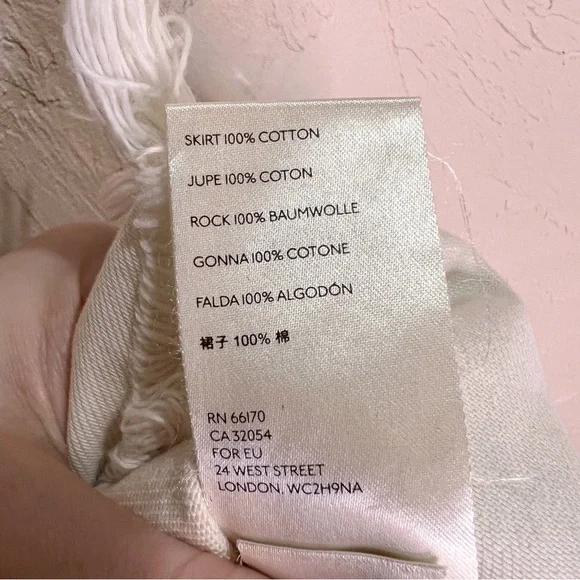 SKIRT 100% COTTON
JUPE 100% COTON
ROCK 100% BAUMWOLLE
GONNA 100% COTONE
FALDA 100% ALGODÓN
裙子 100% 棉
RN 66170
CA 32054
FOR EU
24 WEST STREET
LONDON, WC2H9NA